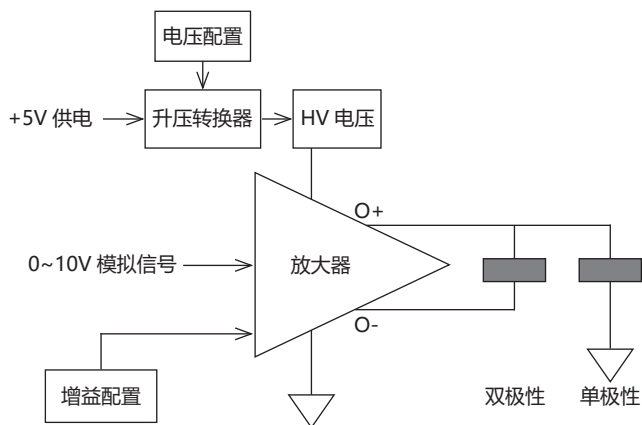 电压配置
+5V 供电
升压转换器
HV 电压
O+
0~10V 模拟信号
放大器
O-
增益配置
双极性
单极性